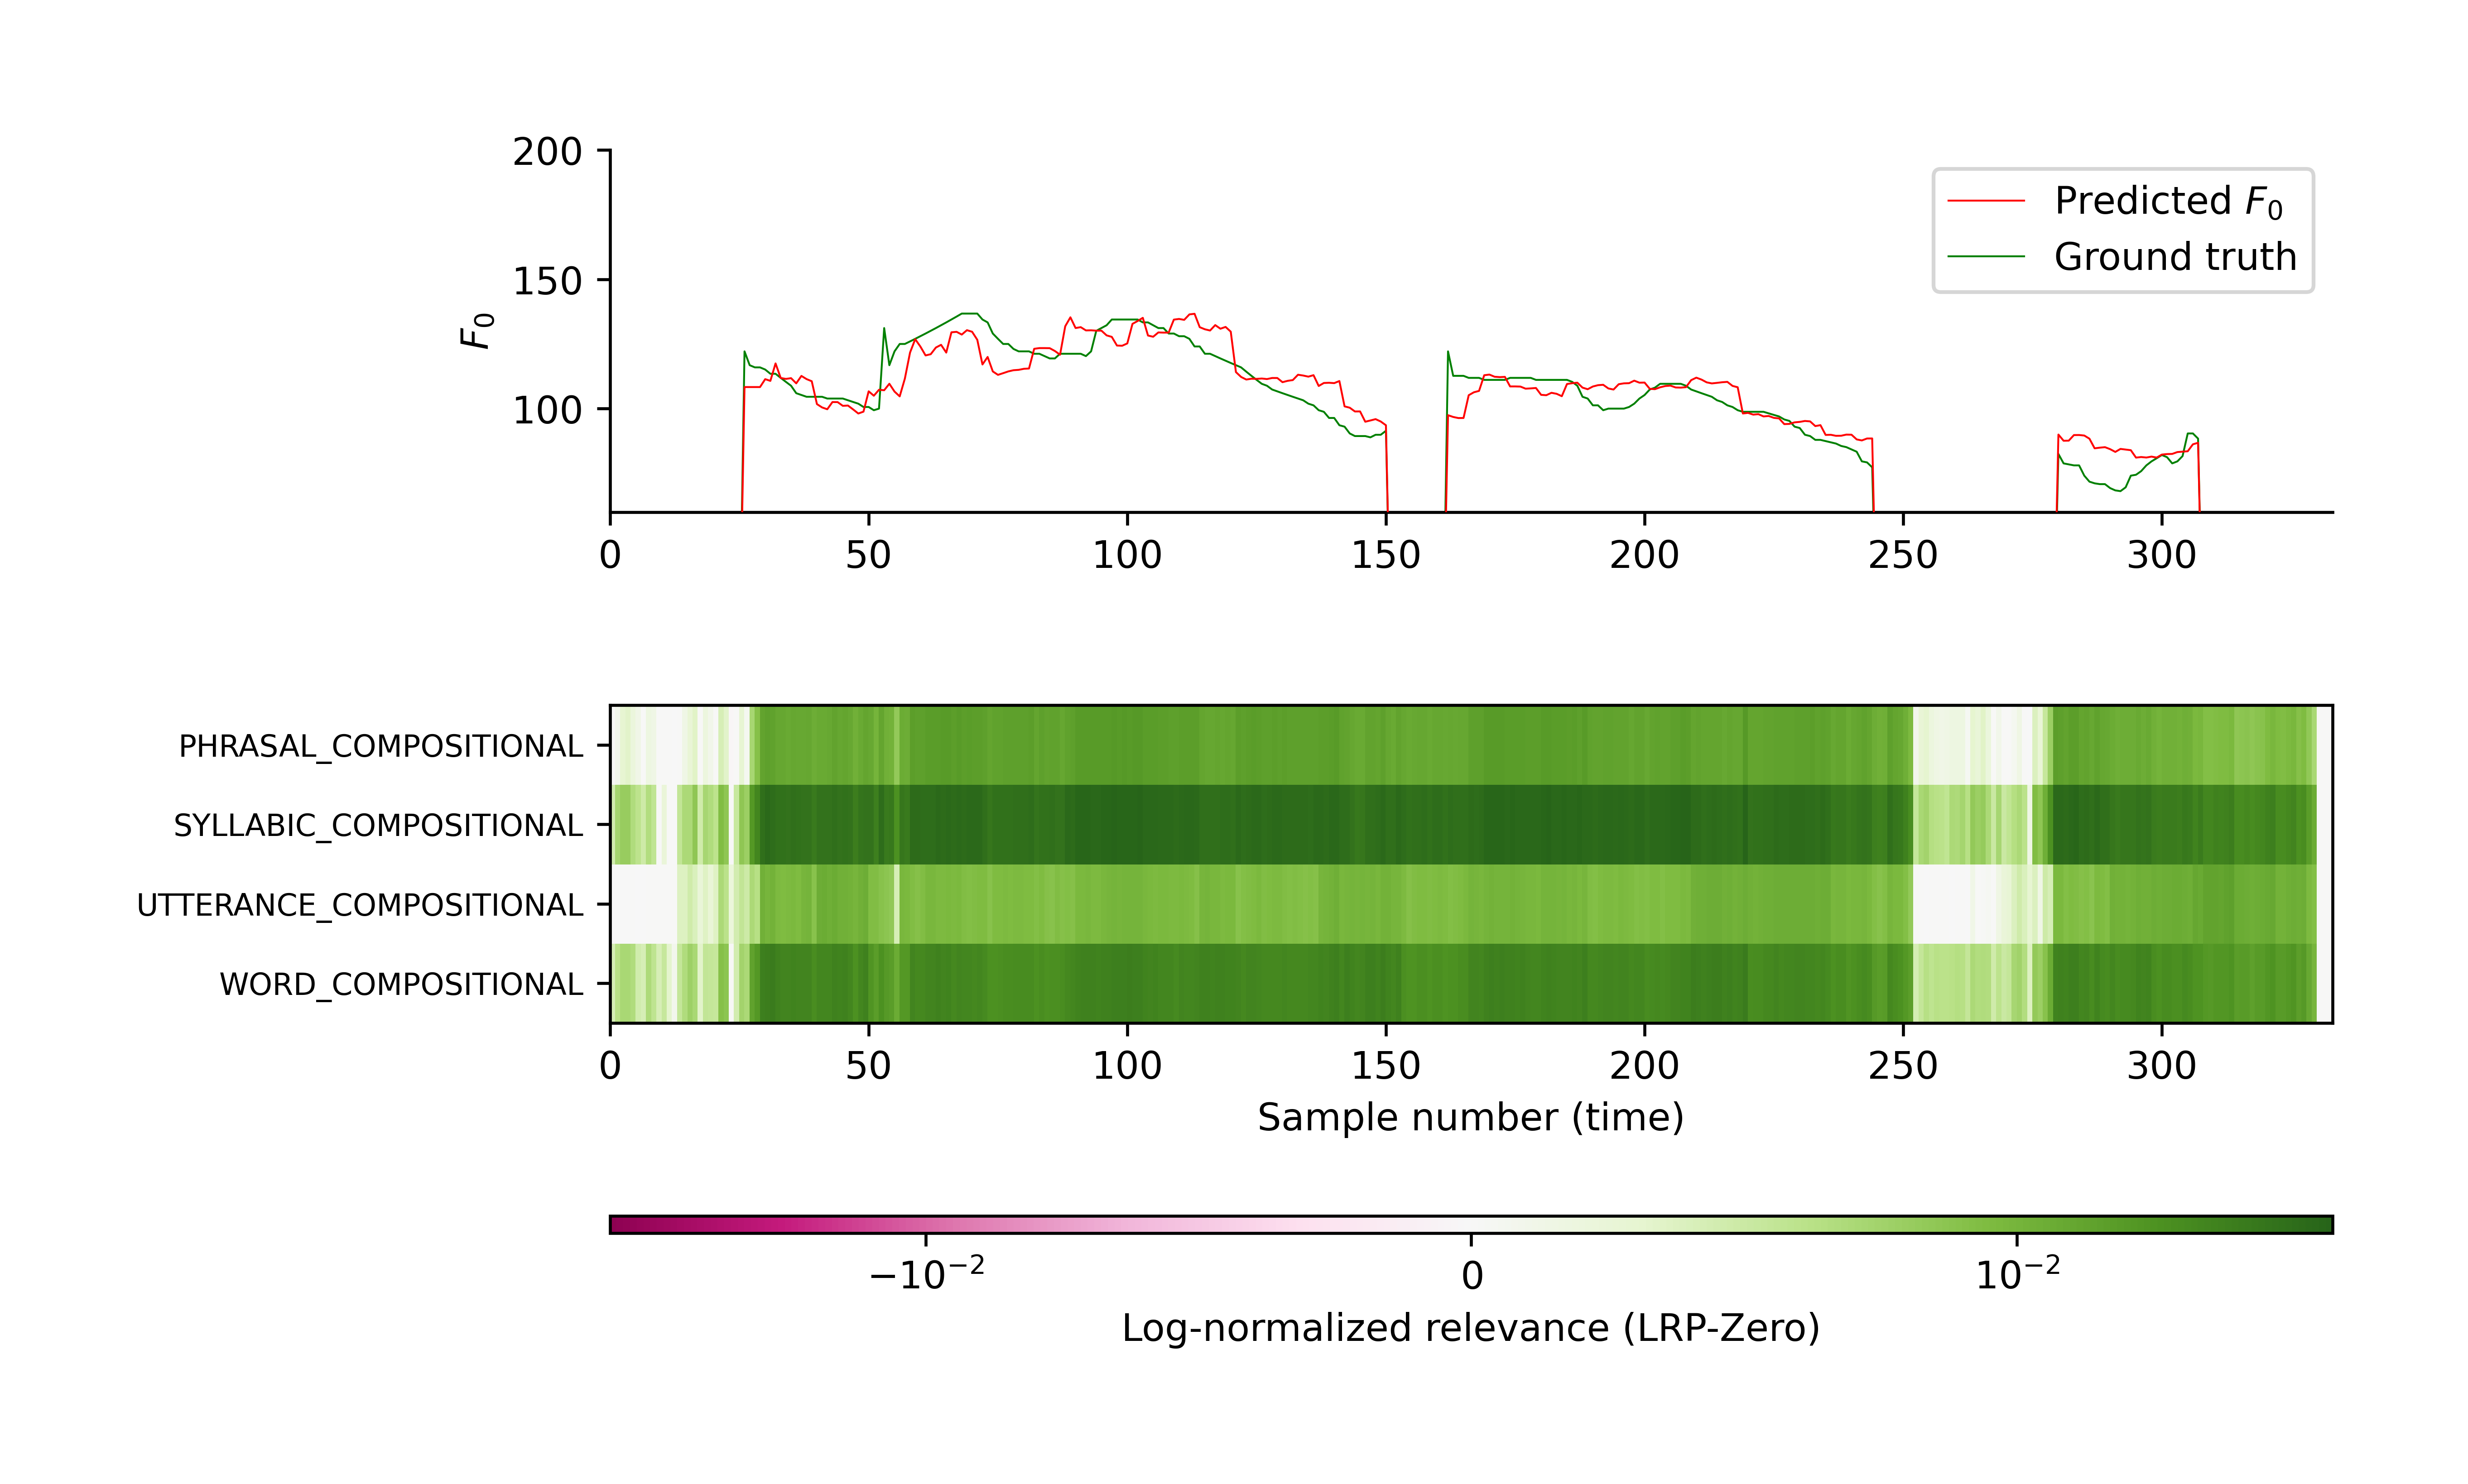 200
150
100
F₀
Predicted F₀
Ground truth
0 50 100 150 200 250 300
PHRASAL_COMPOSITIONAL
SYLLABIC_COMPOSITIONAL
UTTERANCE_COMPOSITIONAL
WORD_COMPOSITIONAL
0 50 100 150 200 250 300
Sample number (time)
−10⁻² 0 10⁻²
Log-normalized relevance (LRP-Zero)